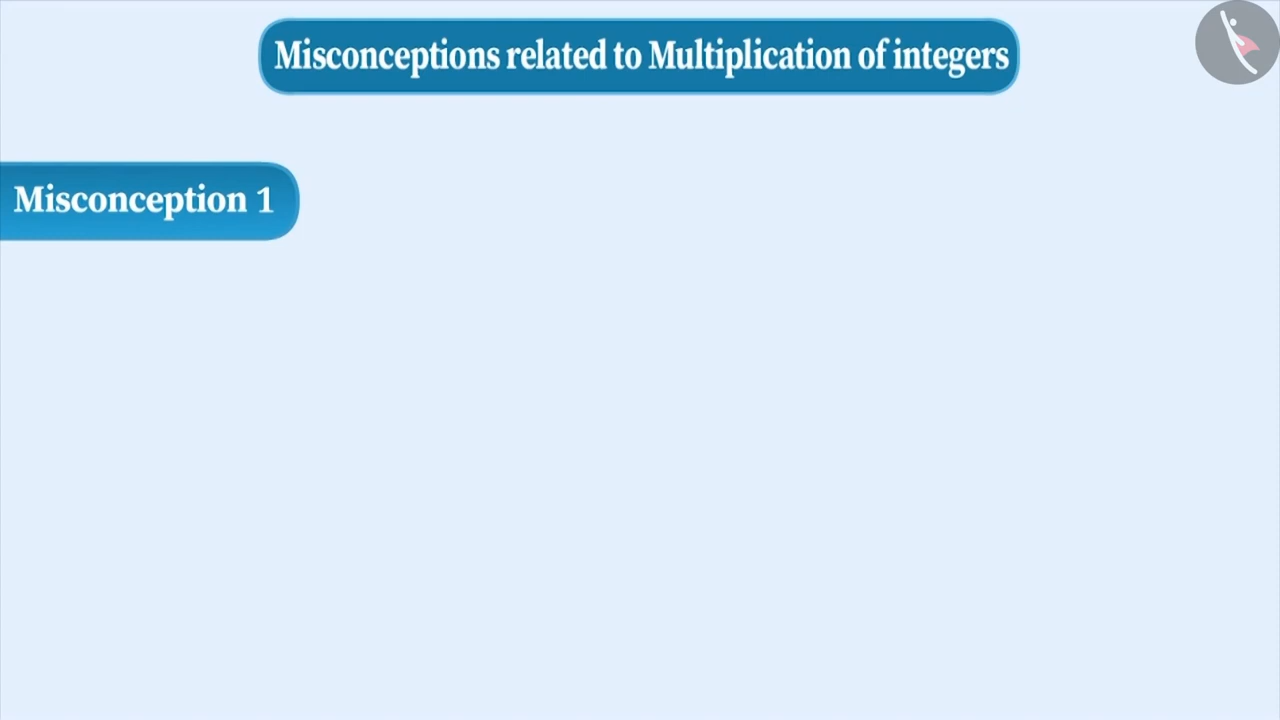 Misconceptions related to Multiplication of integers
Misconception 1